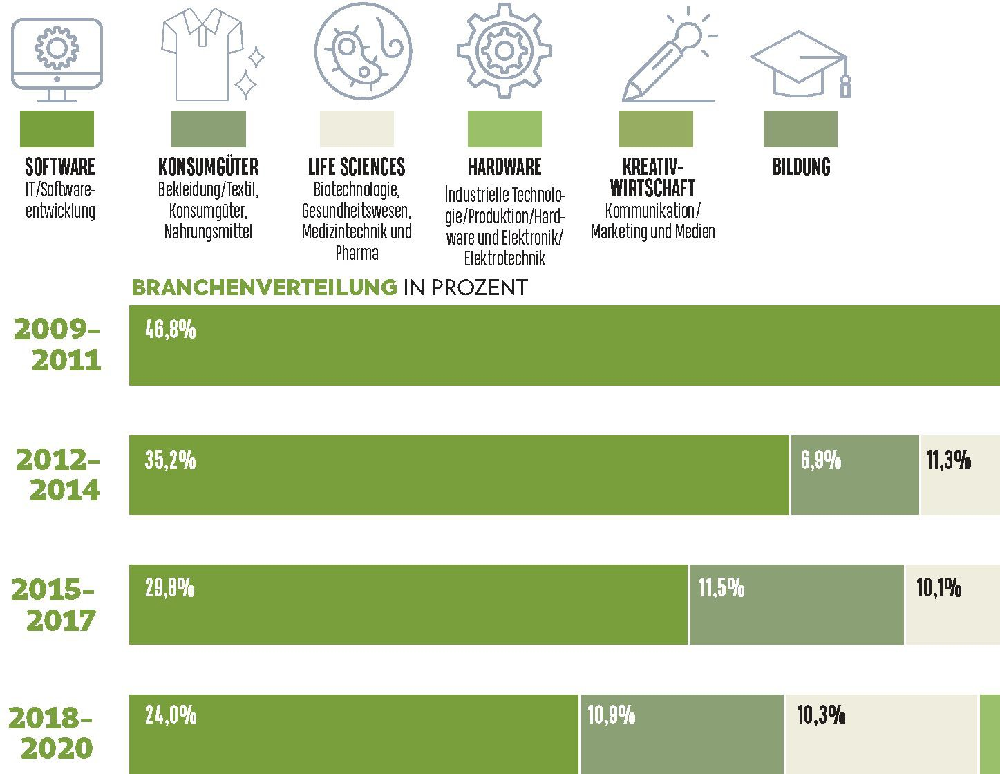 SOFTWARE
IT/Software-
entwicklung
KONSUMGÜTER
Bekleidung/Textil,
Konsumgüter,
Nahrungsmittel
LIFE SCIENCES
Biotechnologie,
Gesundheitswesen,
Medizintechnik und
Pharma
HARDWARE
Industrielle Technolo-
gie/Produktion/Hard-
ware und Elektronik/
Elektrotechnik
KREATIV-
WIRTSCHAFT
Kommunikation/
Marketing und Medien
BILDUNG
BRANCHENVERTEILUNG IN PROZENT
2009–
2011
46,8%
2012–
2014
35,2%
6,9%
11,3%
2015–
2017
29,8%
11,5%
10,1%
2018–
2020
24,0%
10,9%
10,3%